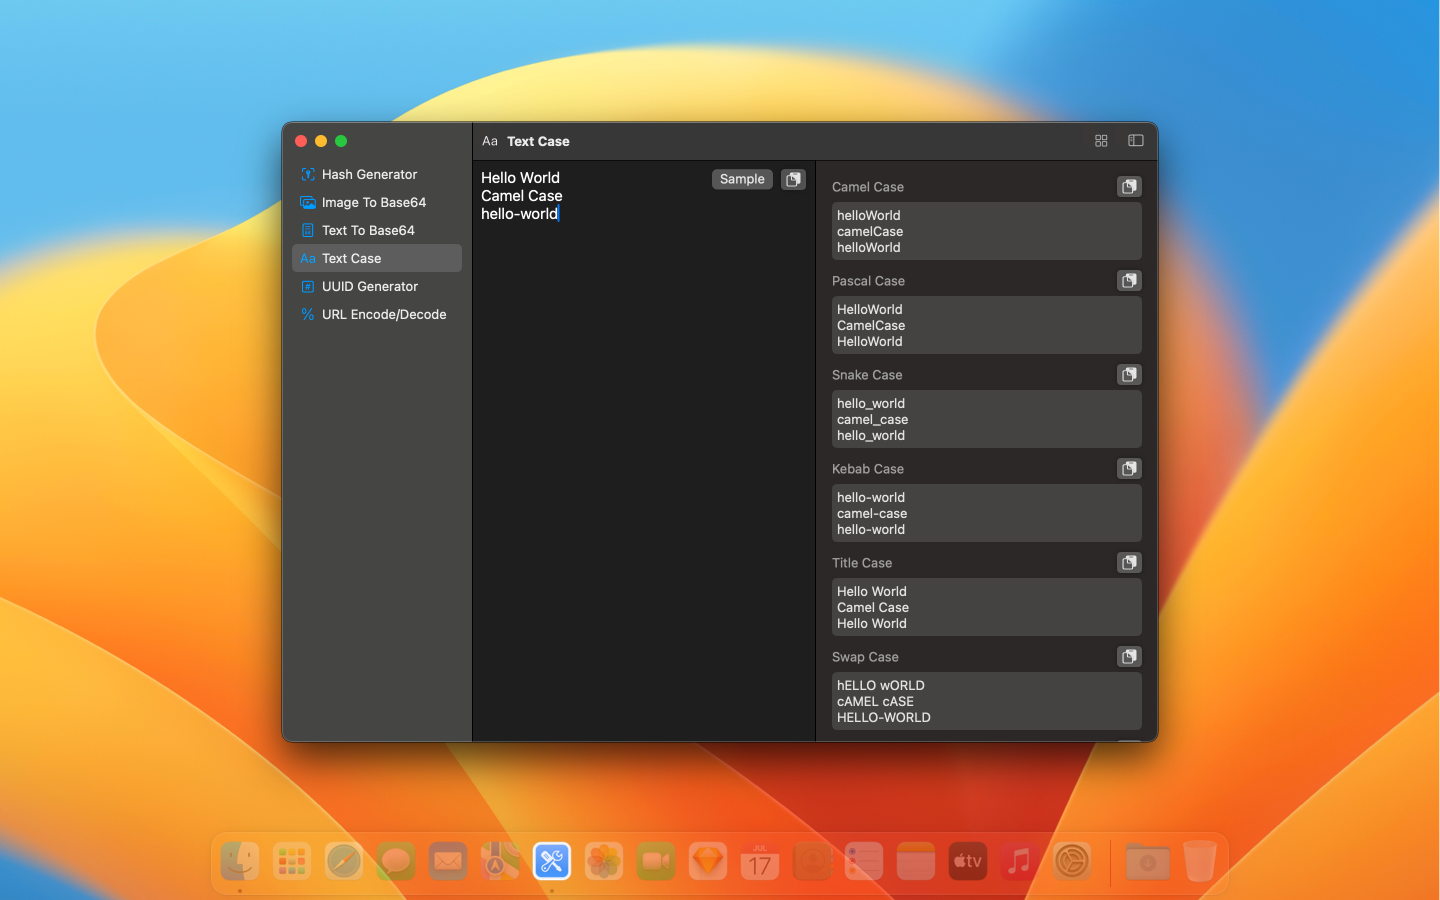 Hash Generator
Image To Base64
Text To Base64
Aa Text Case
UUID Generator
% URL Encode/Decode
Aa Text Case
Hello World
Camel Case
hello-world
Sample
Camel Case
helloWorld
camelCase
helloWorld
Pascal Case
HelloWorld
CamelCase
HelloWorld
Snake Case
hello_world
camel_case
hello_world
Kebab Case
hello-world
camel-case
hello-world
Title Case
Hello World
Camel Case
Hello World
Swap Case
hELLO wORLD
cAMEL cASE
HELLO-WORLD
JUL
17
tv